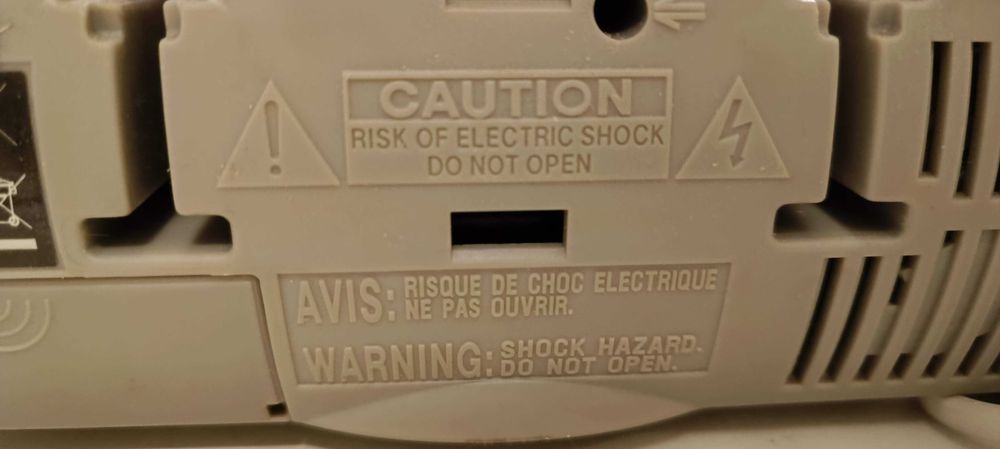 CAUTION
RISK OF ELECTRIC SHOCK
DO NOT OPEN
AVIS: RISQUE DE CHOC ELECTRIQUE
NE PAS OUVRIR.
WARNING: SHOCK HAZARD.
DO NOT OPEN.